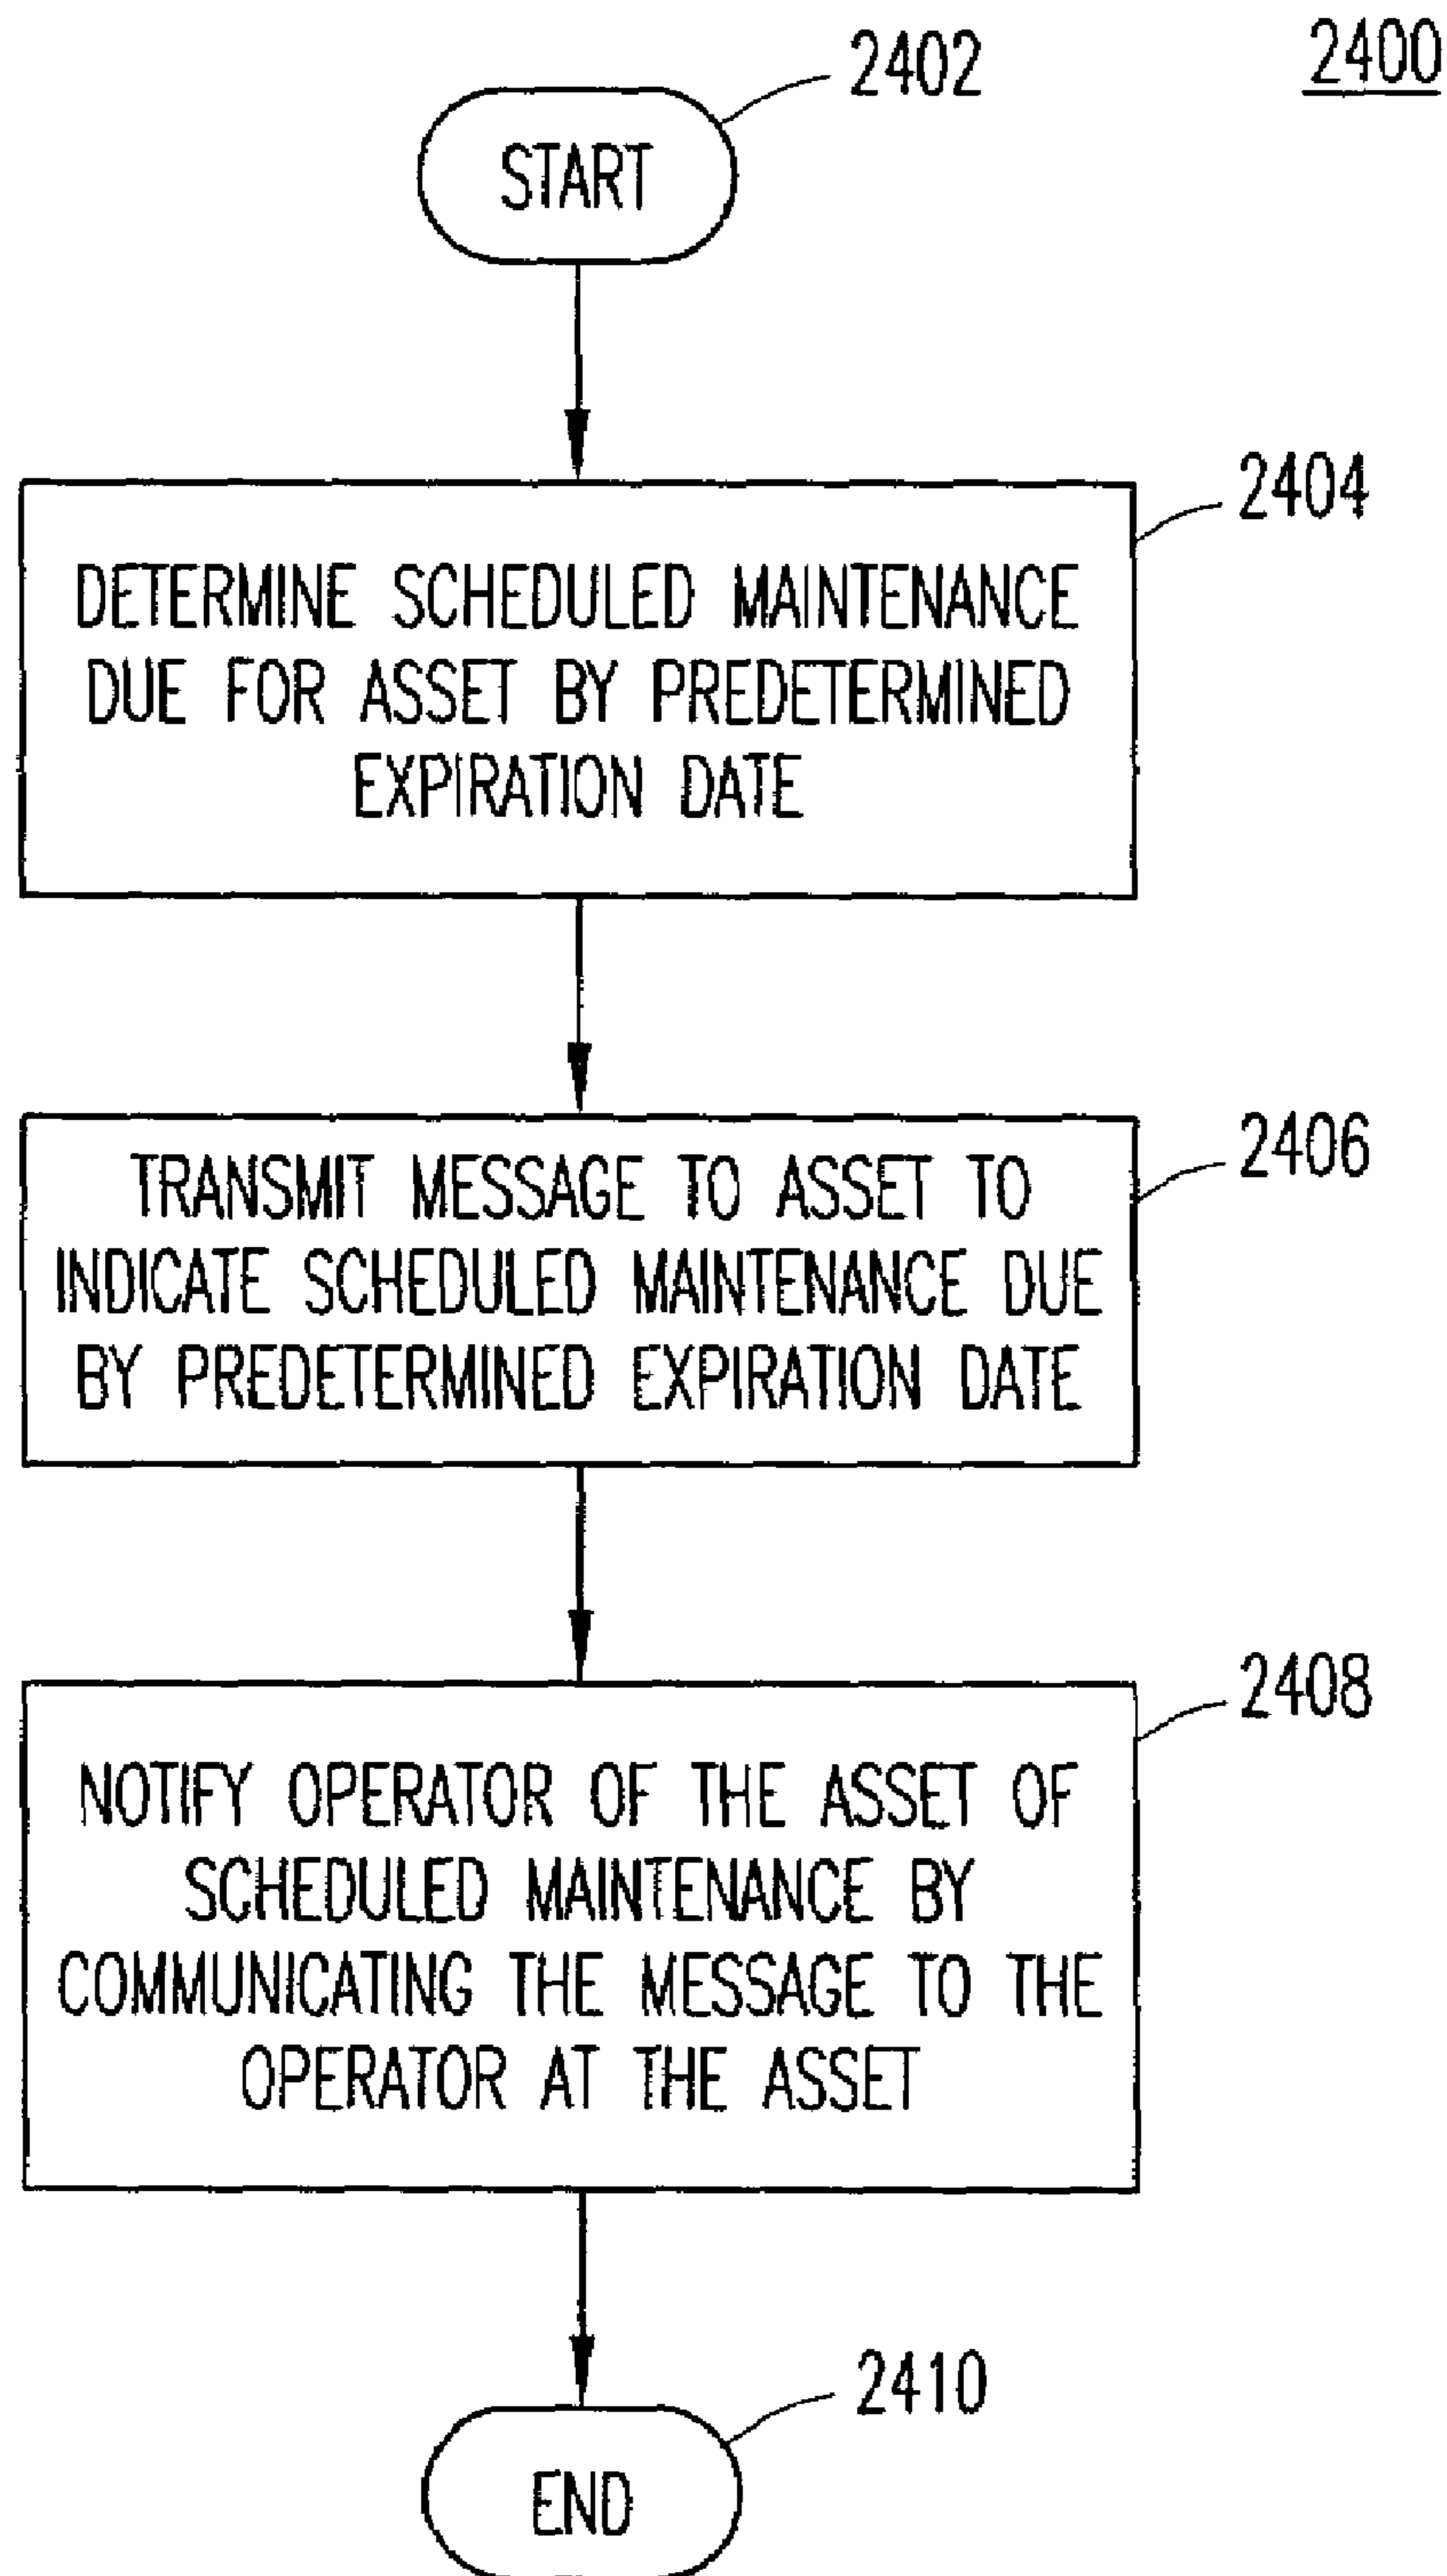 2400
2402
START
2404
DETERMINE SCHEDULED MAINTENANCE
DUE FOR ASSET BY PREDETERMINED
EXPIRATION DATE
2406
TRANSMIT MESSAGE TO ASSET TO
INDICATE SCHEDULED MAINTENANCE DUE
BY PREDETERMINED EXPIRATION DATE
2408
NOTIFY OPERATOR OF THE ASSET OF
SCHEDULED MAINTENANCE BY
COMMUNICATING THE MESSAGE TO THE
OPERATOR AT THE ASSET
2410
END